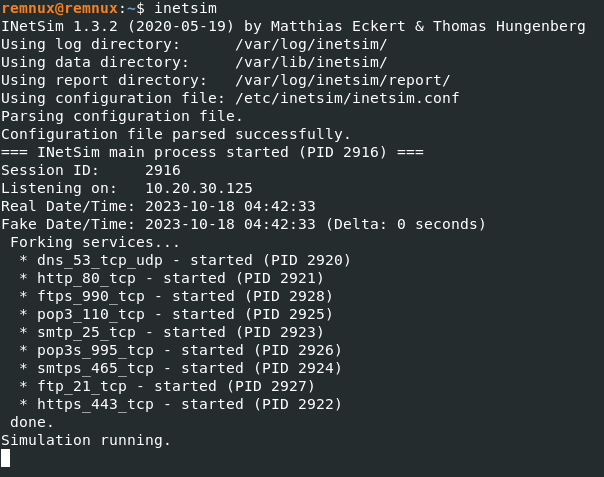 remnux@remnux:~$ inetsim
INetSim 1.3.2 (2020-05-19) by Matthias Eckert & Thomas Hungenberg
Using log directory:      /var/log/inetsim/
Using data directory:     /var/lib/inetsim/
Using report directory:   /var/log/inetsim/report/
Using configuration file: /etc/inetsim/inetsim.conf
Parsing configuration file.
Configuration file parsed successfully.
=== INetSim main process started (PID 2916) ===
Session ID:     2916
Listening on:   10.20.30.125
Real Date/Time: 2023-10-18 04:42:33
Fake Date/Time: 2023-10-18 04:42:33 (Delta: 0 seconds)
 Forking services...
  * dns_53_tcp_udp - started (PID 2920)
  * http_80_tcp - started (PID 2921)
  * ftps_990_tcp - started (PID 2928)
  * pop3_110_tcp - started (PID 2925)
  * smtp_25_tcp - started (PID 2923)
  * pop3s_995_tcp - started (PID 2926)
  * smtps_465_tcp - started (PID 2924)
  * ftp_21_tcp - started (PID 2927)
  * https_443_tcp - started (PID 2922)
 done.
Simulation running.